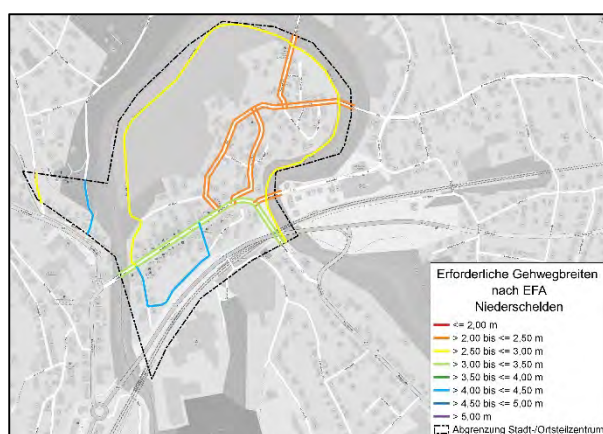 Erforderliche Gehwegbreiten
nach EFA
Niederschelden
<= 2,00 m
> 2.00 bis <= 2,50 m
> 2.50 bis <= 3,00 m
> 3,00 bis <= 3,50 m
> 3,50 bis <= 4,00 m
> 4.00 bis <= 4,50 m
> 4,50 bis <= 5,00 m
> 5,00 m
Abgrenzung Stadt-/Ortsteilzentrum